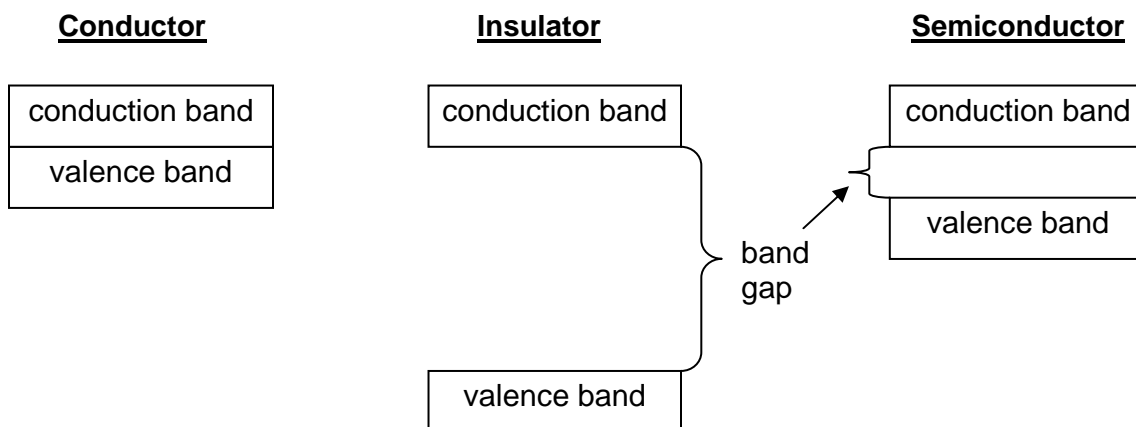 Conductor
Insulator
Semiconductor
conduction band
valence band
conduction band
band
gap
valence band
conduction band
valence band